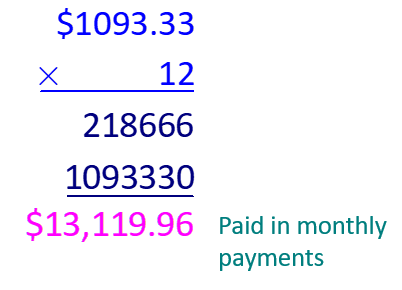 $1093.33
× 12
218666
1093330
$13,119.96
Paid in monthly
payments